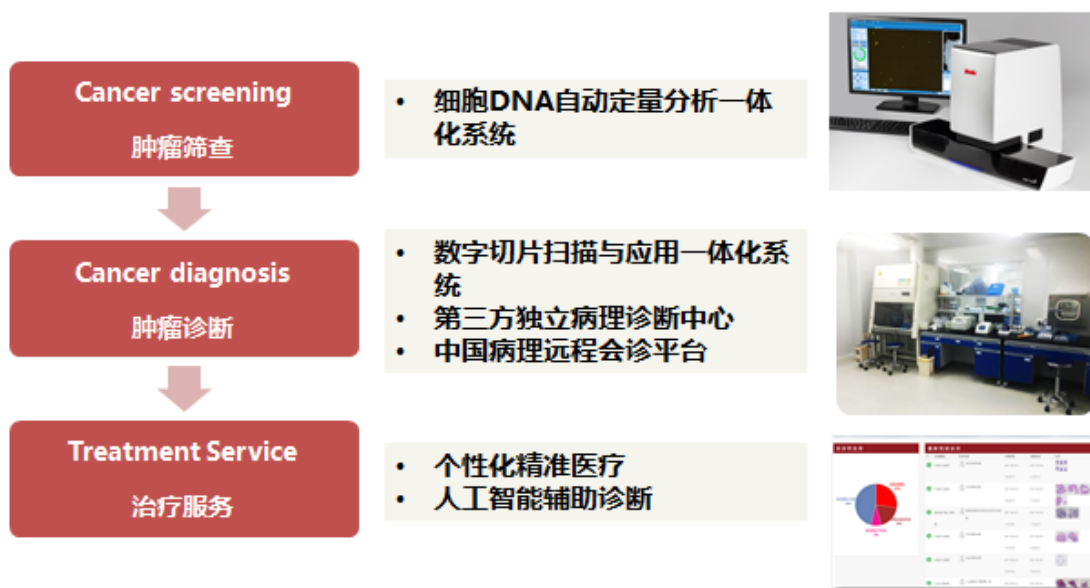 Cancer screening
肿瘤筛查
• 细胞DNA自动定量分析一体
化系统
Cancer diagnosis
肿瘤诊断
• 数字切片扫描与应用一体化系
统
• 第三方独立病理诊断中心
• 中国病理远程会诊平台
Treatment Service
治疗服务
• 个性化精准医疗
• 人工智能辅助诊断